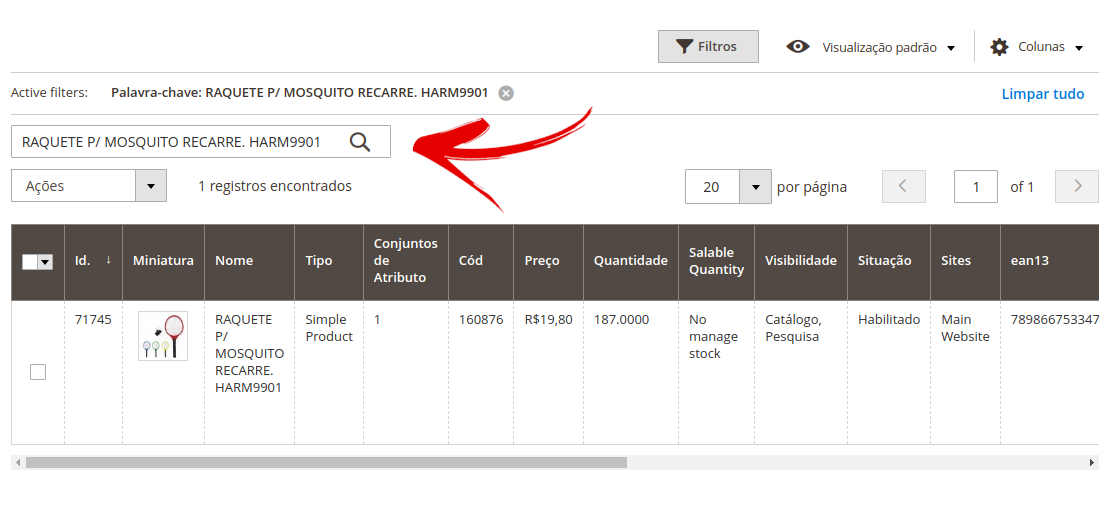 Filtros
Visualização padrão
Colunas
Active filters:
Palavra-chave: RAQUETE P/ MOSQUITO RECARRE. HARM9901
Limpar tudo
RAQUETE P/ MOSQUITO RECARRE. HARM9901
Ações
1 registros encontrados
20
por página
1
of 1
Id. ↓
Miniatura
Nome
Tipo
Conjuntos
de
Atributo
Cód
Preço
Quantidade
Salable
Quantity
Visibilidade
Situação
Sites
ean13
71745
RAQUETE
P/
MOSQUITO
RECARRE.
HARM9901
Simple
Product
1
160876
R$19,80
187.0000
No
manage
stock
Catálogo,
Pesquisa
Habilitado
Main
Website
789866753347